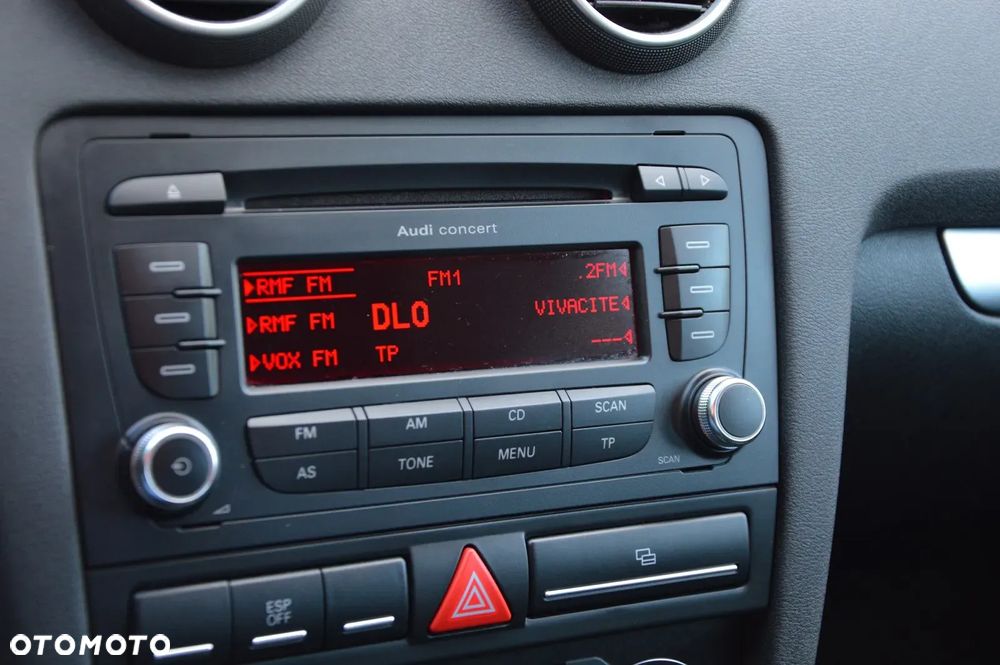 Audi concert
RMF FM FM1 .2FM
RMF FM DLO VIVACITE
VOX FM TP ---
FM AM CD SCAN
AS TONE MENU TP
SCAN
ESP
OFF
OTOMOTO